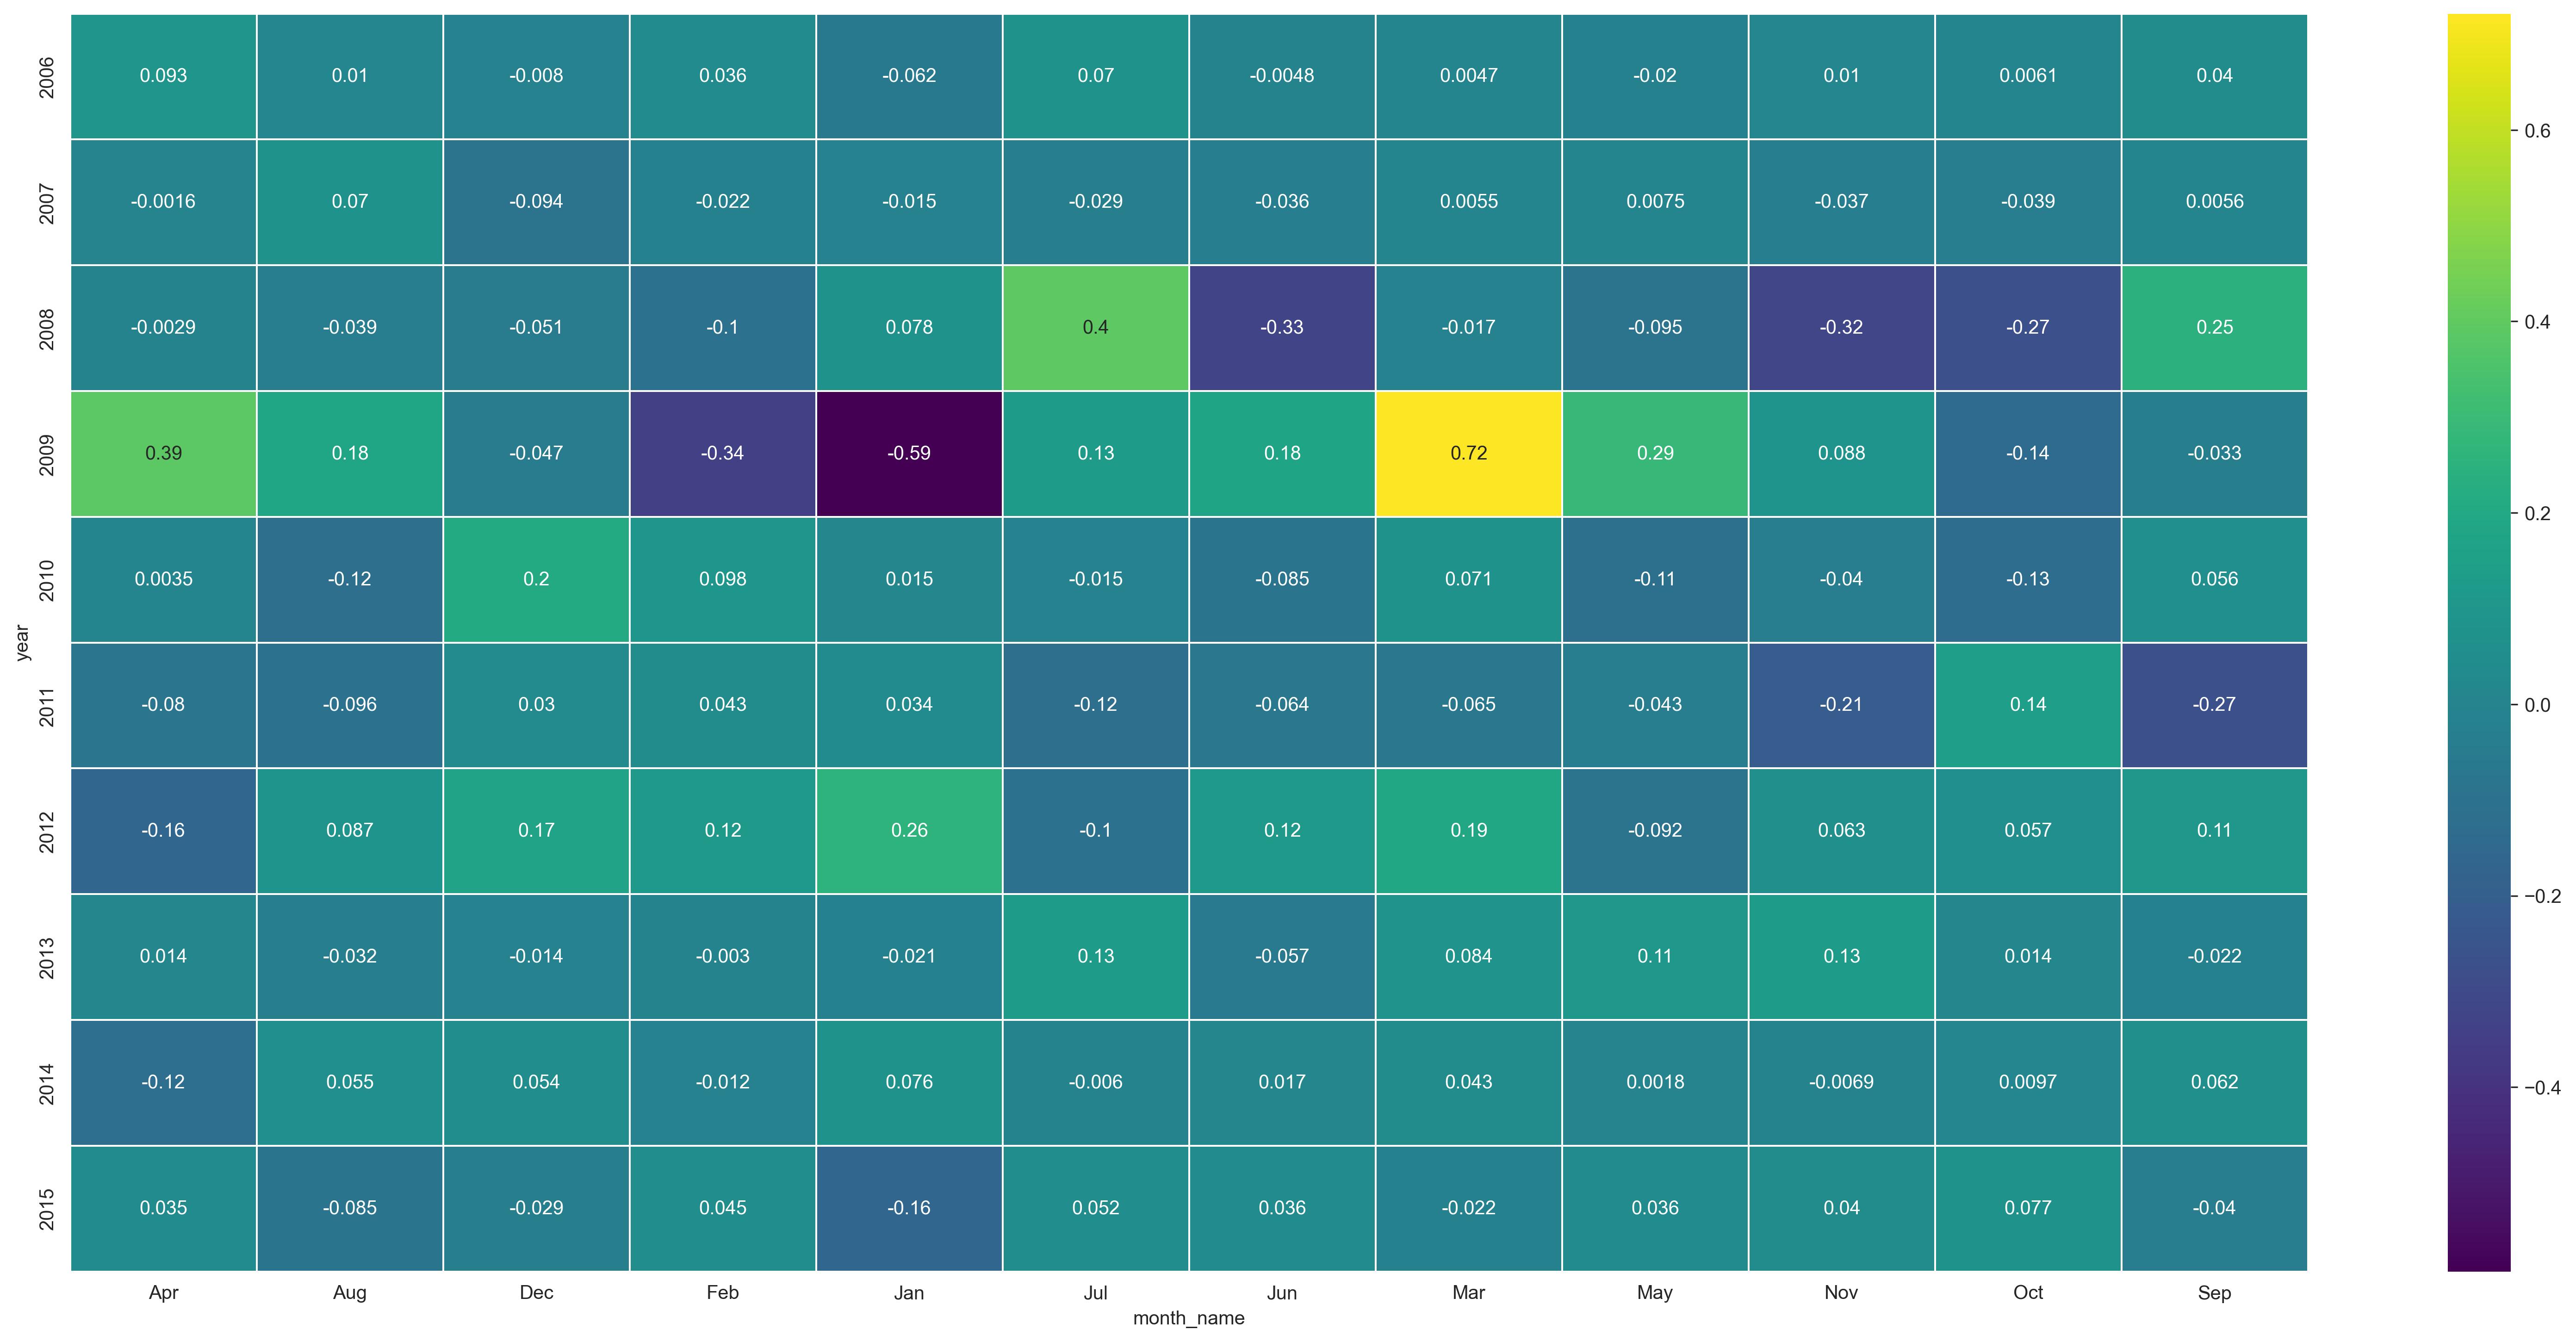 2006 0.093 0.01 -0.008 0.036 -0.062 0.07 -0.0048 0.0047 -0.02 0.01 0.0061 0.04
2007 -0.0016 0.07 -0.094 -0.022 -0.015 -0.029 -0.036 0.0055 0.0075 -0.037 -0.039 0.0056
2008 -0.0029 -0.039 -0.051 -0.1 0.078 0.4 -0.33 -0.017 -0.095 -0.32 -0.27 0.25
2009 0.39 0.18 -0.047 -0.34 -0.59 0.13 0.18 0.72 0.29 0.088 -0.14 -0.033
2010 0.0035 -0.12 0.2 0.098 0.015 -0.015 -0.085 0.071 -0.11 -0.04 -0.13 0.056
year
2011 -0.08 -0.096 0.03 0.043 0.034 -0.12 -0.064 -0.065 -0.043 -0.21 0.14 -0.27
2012 -0.16 0.087 0.17 0.12 0.26 -0.1 0.12 0.19 -0.092 0.063 0.057 0.11
2013 0.014 -0.032 -0.014 -0.003 -0.021 0.13 -0.057 0.084 0.11 0.13 0.014 -0.022
2014 -0.12 0.055 0.054 -0.012 0.076 -0.006 0.017 0.043 0.0018 -0.0069 0.0097 0.062
2015 0.035 -0.085 -0.029 0.045 -0.16 0.052 0.036 -0.022 0.036 0.04 0.077 -0.04
Apr Aug Dec Feb Jan Jul Jun Mar May Nov Oct Sep
month_name
0.6
0.4
0.2
0.0
−0.2
−0.4